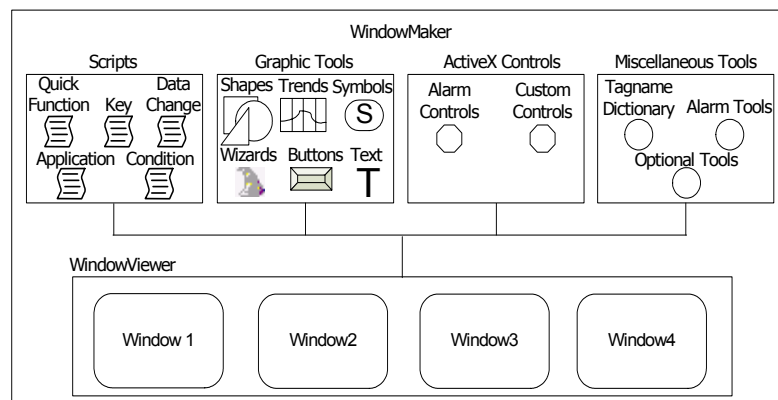 WindowMaker
Scripts
Quick Function
Key
Data Change
Application
Condition
Graphic Tools
Shapes
Trends
Symbols
S
Wizards
Buttons
Text
T
ActiveX Controls
Alarm Controls
Custom Controls
Miscellaneous Tools
Tagname Dictionary
Alarm Tools
Optional Tools
WindowViewer
Window 1
Window2
Window3
Window4